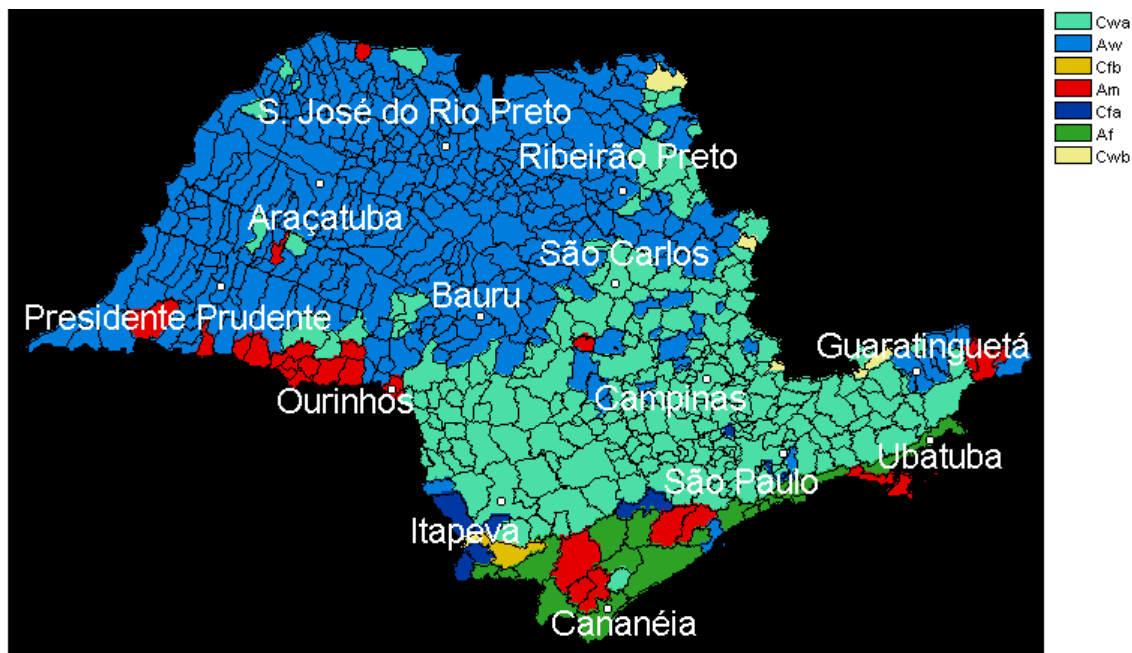 Cwa
Aw
Cfb
Am
Cfa
Af
Cwb
S. José do Rio Preto
Ribeirão Preto
Araçatuba
São Carlos
Bauru
Presidente Prudente
Guaratinguetá
Ourinhos
Campinas
Ubatuba
São Paulo
Itapeva
Cananéia